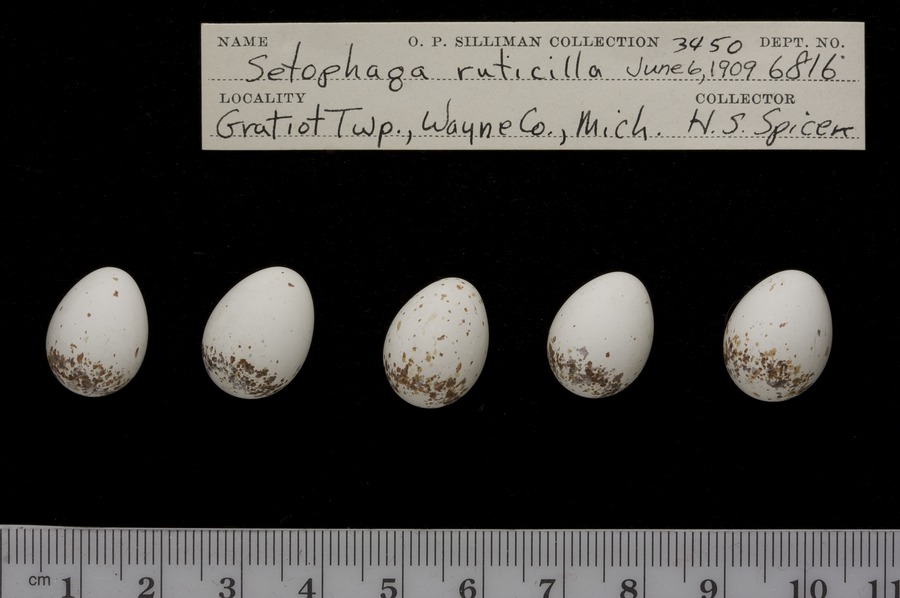 NAME O. P. SILLIMAN COLLECTION 3450 DEPT. NO.
Setophaga ruticilla June 6, 1909 6816
LOCALITY COLLECTOR
Gratiot Twp., Wayne Co., Mich. W. S. Spicer
cm 1 2 3 4 5 6 7 8 9 10 11